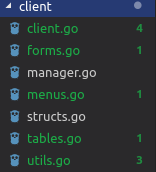 client
client.go 4
forms.go 1
manager.go
menus.go 1
structs.go
tables.go 1
utils.go 3